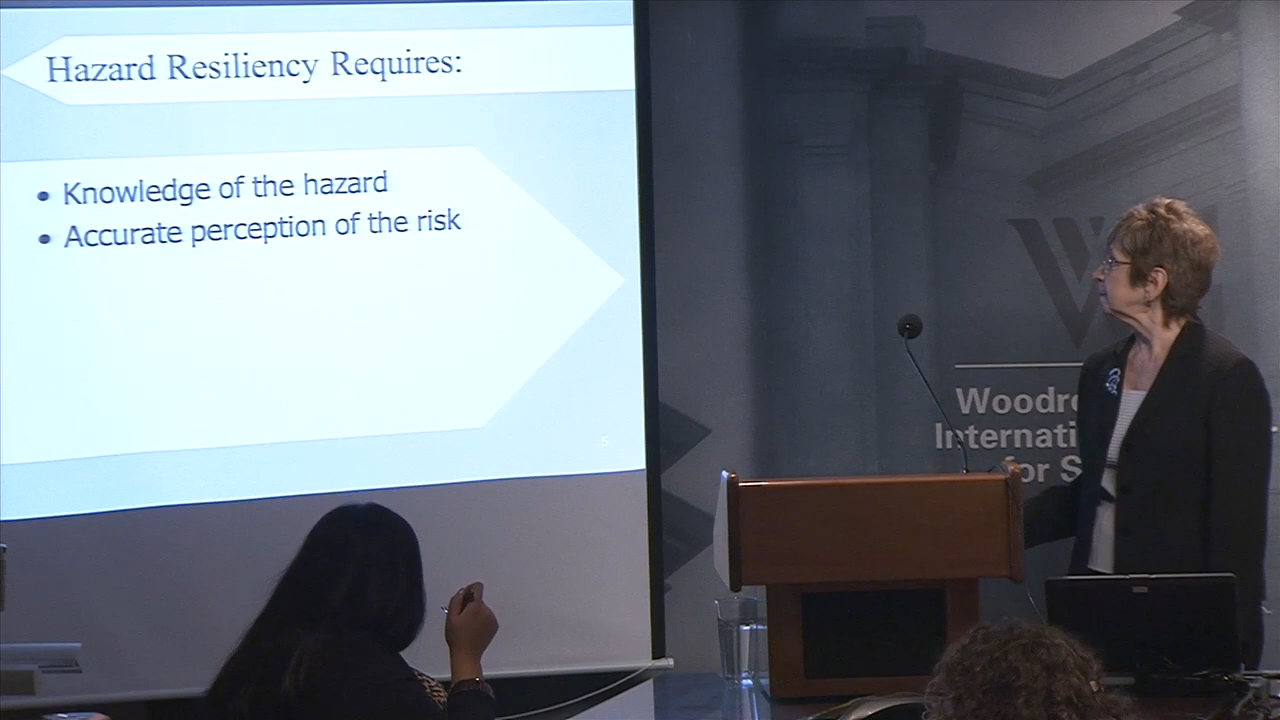 Hazard Resiliency Requires:
• Knowledge of the hazard
• Accurate perception of the risk
5
W
Woodro
Internati
for S